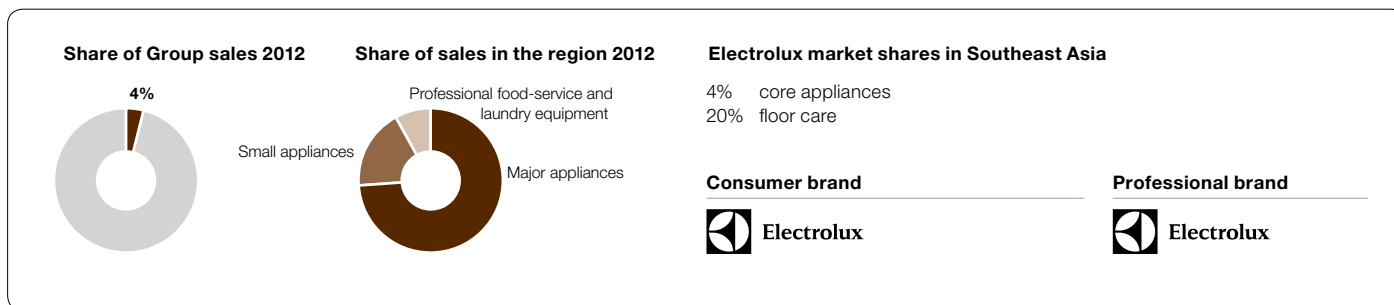 Share of Group sales 2012
4%
Share of sales in the region 2012
Professional food-service and
laundry equipment
Small appliances
Major appliances
Electrolux market shares in Southeast Asia
4% core appliances
20% floor care
Consumer brand
Electrolux
Professional brand
Electrolux